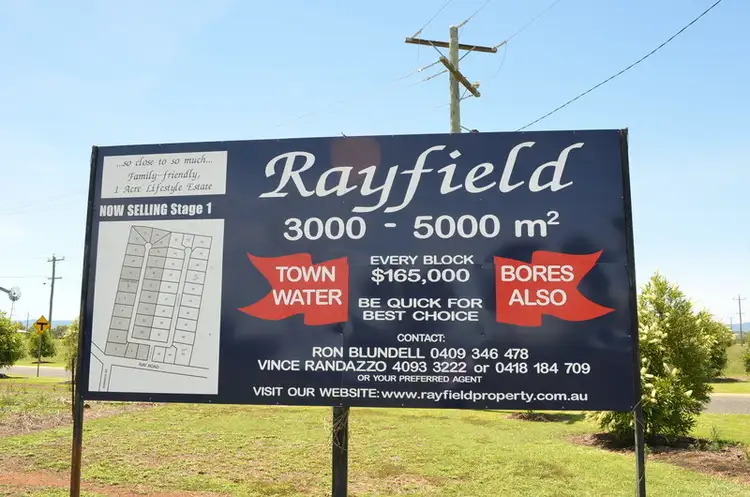 ...so close to so much...
Family-friendly,
1 Acre Lifestyle Estate
NOW SELLING Stage 1
RAY ROAD
Rayfield
3000 - 5000 m²
TOWN
WATER
EVERY BLOCK
$165,000
BE QUICK FOR
BEST CHOICE
BORES
ALSO
CONTACT:
RON BLUNDELL 0409 346 478
VINCE RANDAZZO 4093 3222 or 0418 184 709
OR YOUR PREFERRED AGENT
VISIT OUR WEBSITE: www.rayfieldproperty.com.au